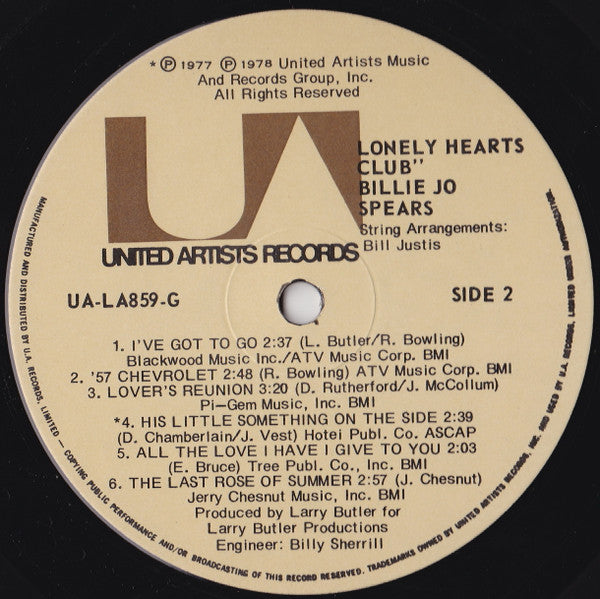 * Ⓟ 1977 Ⓟ 1978 United Artists Music
And Records Group, Inc.
All Rights Reserved
UA
UNITED ARTISTS RECORDS
LONELY HEARTS
CLUB"
BILLIE JO
SPEARS
String Arrangements:
Bill Justis
UA-LA859-G
SIDE 2
1. I'VE GOT TO GO 2:37 (L. Butler/R. Bowling)
Blackwood Music Inc./ATV Music Corp. BMI
2. '57 CHEVROLET 2:48 (R. Bowling) ATV Music Corp. BMI
3. LOVER'S REUNION 3:20 (D. Rutherford/J. McCollum)
Pi-Gem Music, Inc. BMI
*4. HIS LITTLE SOMETHING ON THE SIDE 2:39
(D. Chamberlain/J. Vest) Hotei Publ. Co. ASCAP
5. ALL THE LOVE I HAVE I GIVE TO YOU 2:03
(E. Bruce) Tree Publ. Co., Inc. BMI
6. THE LAST ROSE OF SUMMER 2:57 (J. Chesnut)
Jerry Chesnut Music, Inc. BMI
Produced by Larry Butler for
Larry Butler Productions
Engineer: Billy Sherrill
MANUFACTURED AND DISTRIBUTED BY U.A. RECORDS, LIMITED — COPYING PUBLIC PERFORMANCE AND/OR BROADCASTING OF THIS RECORD RESERVED. TRADEMARKS OWNED BY UNITED ARTISTS RECORDS, INC. AND USED BY U.A. RECORDS, LIMITED UNDER AUTHORIZATION.